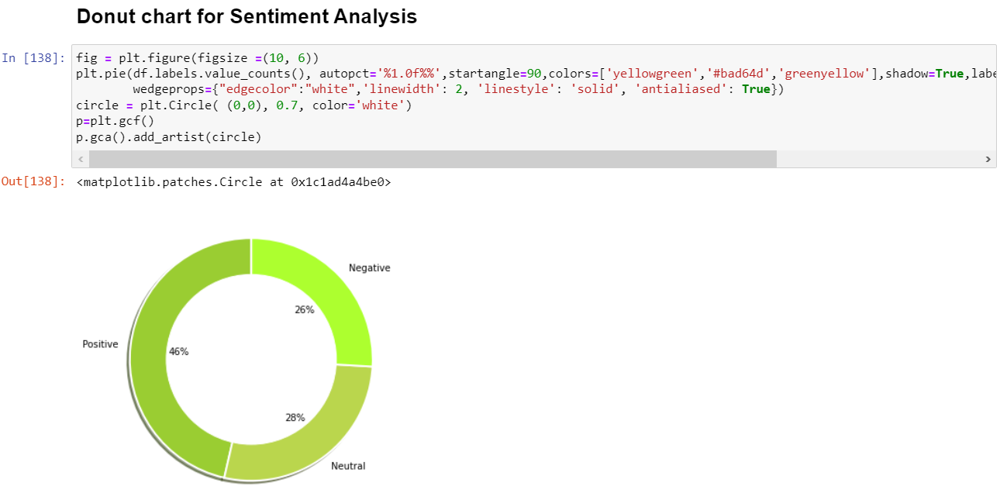 Donut chart for Sentiment Analysis
In [138]: fig = plt.figure(figsize =(10, 6))
plt.pie(df.labels.value_counts(), autopct='%1.0f%%',startangle=90,colors=['yellowgreen','#bad64d','greenyellow'],shadow=True,labe
wedgeprops={"edgecolor":"white",'linewidth': 2, 'linestyle': 'solid', 'antialiased': True})
circle = plt.Circle( (0,0), 0.7, color='white')
p=plt.gcf()
p.gca().add_artist(circle)
Out[138]: <matplotlib.patches.Circle at 0x1c1ad4a4be0>
Negative
26%
Positive
46%
28%
Neutral